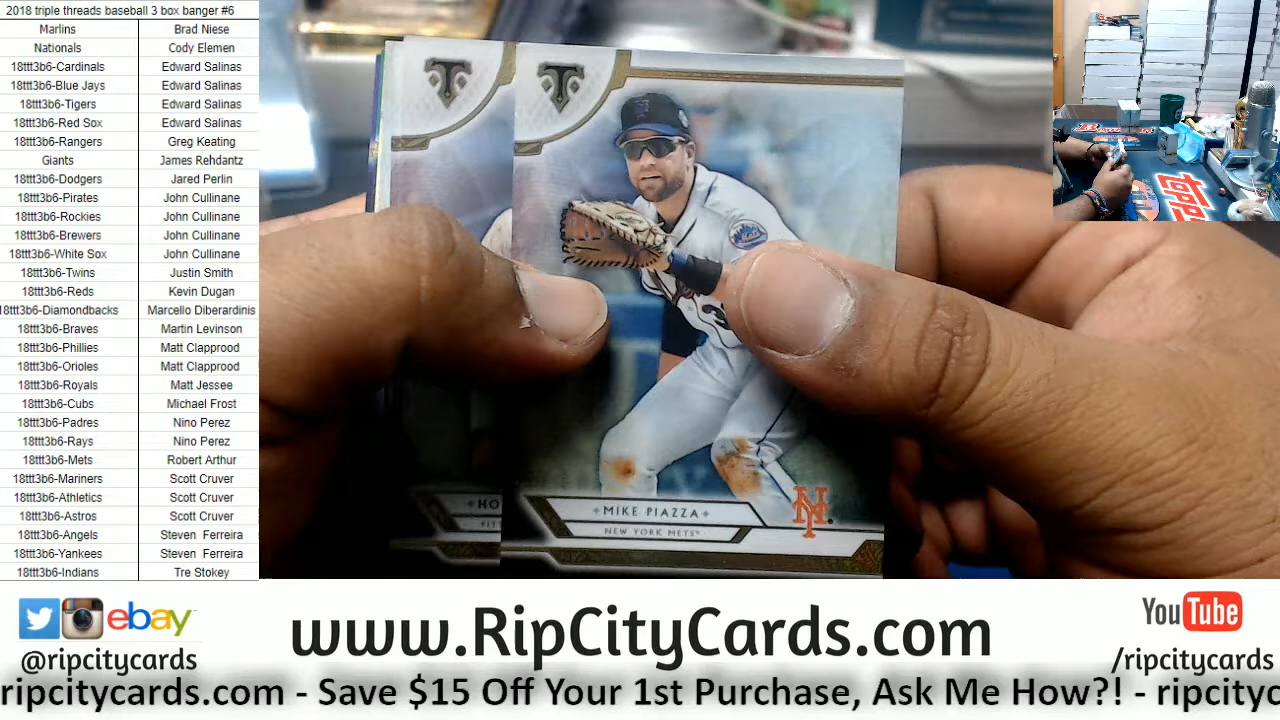 2018 triple threads baseball 3 box banger #6
Marlins Brad Niese
Nationals Cody Elemen
18ttt3b6-Cardinals Edward Salinas
18ttt3b6-Blue Jays Edward Salinas
18ttt3b6-Tigers Edward Salinas
18ttt3b6-Red Sox Edward Salinas
18ttt3b6-Rangers Greg Keating
Giants James Rehdantz
18ttt3b6-Dodgers Jared Perlin
18ttt3b6-Pirates John Cullinane
18ttt3b6-Rockies John Cullinane
18ttt3b6-Brewers John Cullinane
18ttt3b6-White Sox John Cullinane
18ttt3b6-Twins Justin Smith
18ttt3b6-Reds Kevin Dugan
18ttt3b6-Diamondbacks Marcello Diberardinis
18ttt3b6-Braves Martin Levinson
18ttt3b6-Phillies Matt Clapprood
18ttt3b6-Orioles Matt Clapprood
18ttt3b6-Royals Matt Jessee
18ttt3b6-Cubs Michael Frost
18ttt3b6-Padres Nino Perez
18ttt3b6-Rays Nino Perez
18ttt3b6-Mets Robert Arthur
18ttt3b6-Mariners Scott Cruver
18ttt3b6-Athletics Scott Cruver
18ttt3b6-Astros Scott Cruver
18ttt3b6-Angels Steven Ferreira
18ttt3b6-Yankees Steven Ferreira
18ttt3b6-Indians Tre Stokey
HO
PIT
MIKE PIAZZA
NEW YORK METS
NY
TOPPS
ebay
@ripcitycards
www.RipCityCards.com
YouTube
/ripcitycards
ripcitycards.com - Save $15 Off Your 1st Purchase, Ask Me How?! - ripcityc